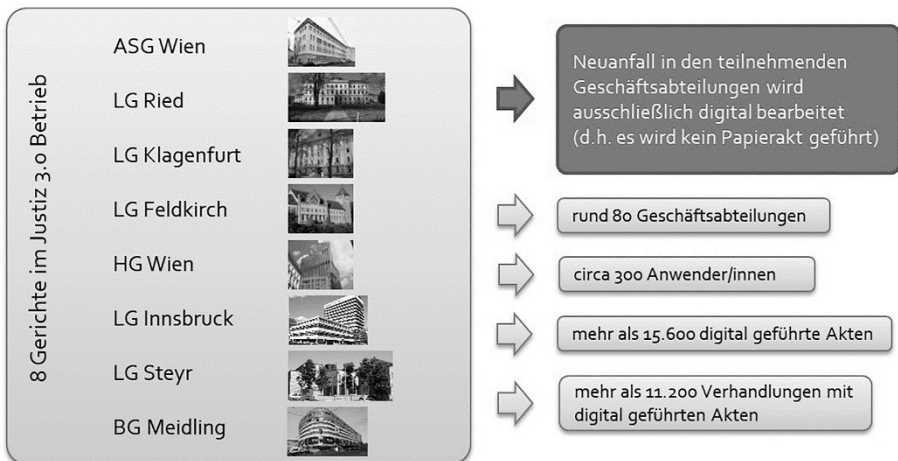 8 Gerichte im Justiz 3.0 Betrieb
ASG Wien
LG Ried
LG Klagenfurt
LG Feldkirch
HG Wien
LG Innsbruck
LG Steyr
BG Meidling
Neuanfall in den teilnehmenden
Geschäftsabteilungen wird
ausschließlich digital bearbeitet
(d.h. es wird kein Papierakt geführt)
rund 80 Geschäftsabteilungen
circa 300 Anwender/innen
mehr als 15.600 digital geführte Akten
mehr als 11.200 Verhandlungen mit
digital geführten Akten